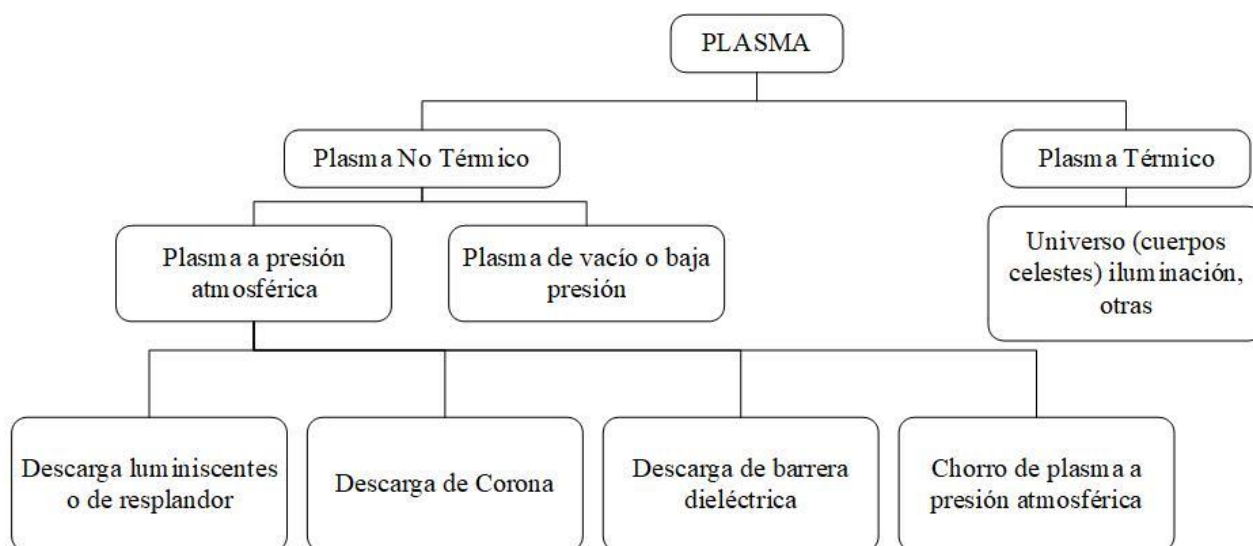 PLASMA
Plasma No Térmico
Plasma Térmico
Plasma a presión
atmosférica
Plasma de vacío o baja
presión
Universo (cuerpos
celestes) iluminación,
otras
Descarga luminiscentes
o de resplandor
Descarga de Corona
Descarga de barrera
dieléctrica
Chorro de plasma a
presión atmosférica